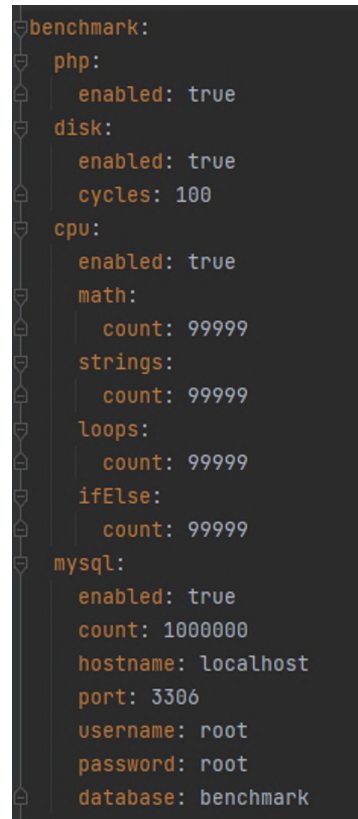 benchmark:
  php:
    enabled: true
  disk:
    enabled: true
    cycles: 100
  cpu:
    enabled: true
    math:
      count: 99999
    strings:
      count: 99999
    loops:
      count: 99999
    ifElse:
      count: 99999
  mysql:
    enabled: true
    count: 1000000
    hostname: localhost
    port: 3306
    username: root
    password: root
    database: benchmark